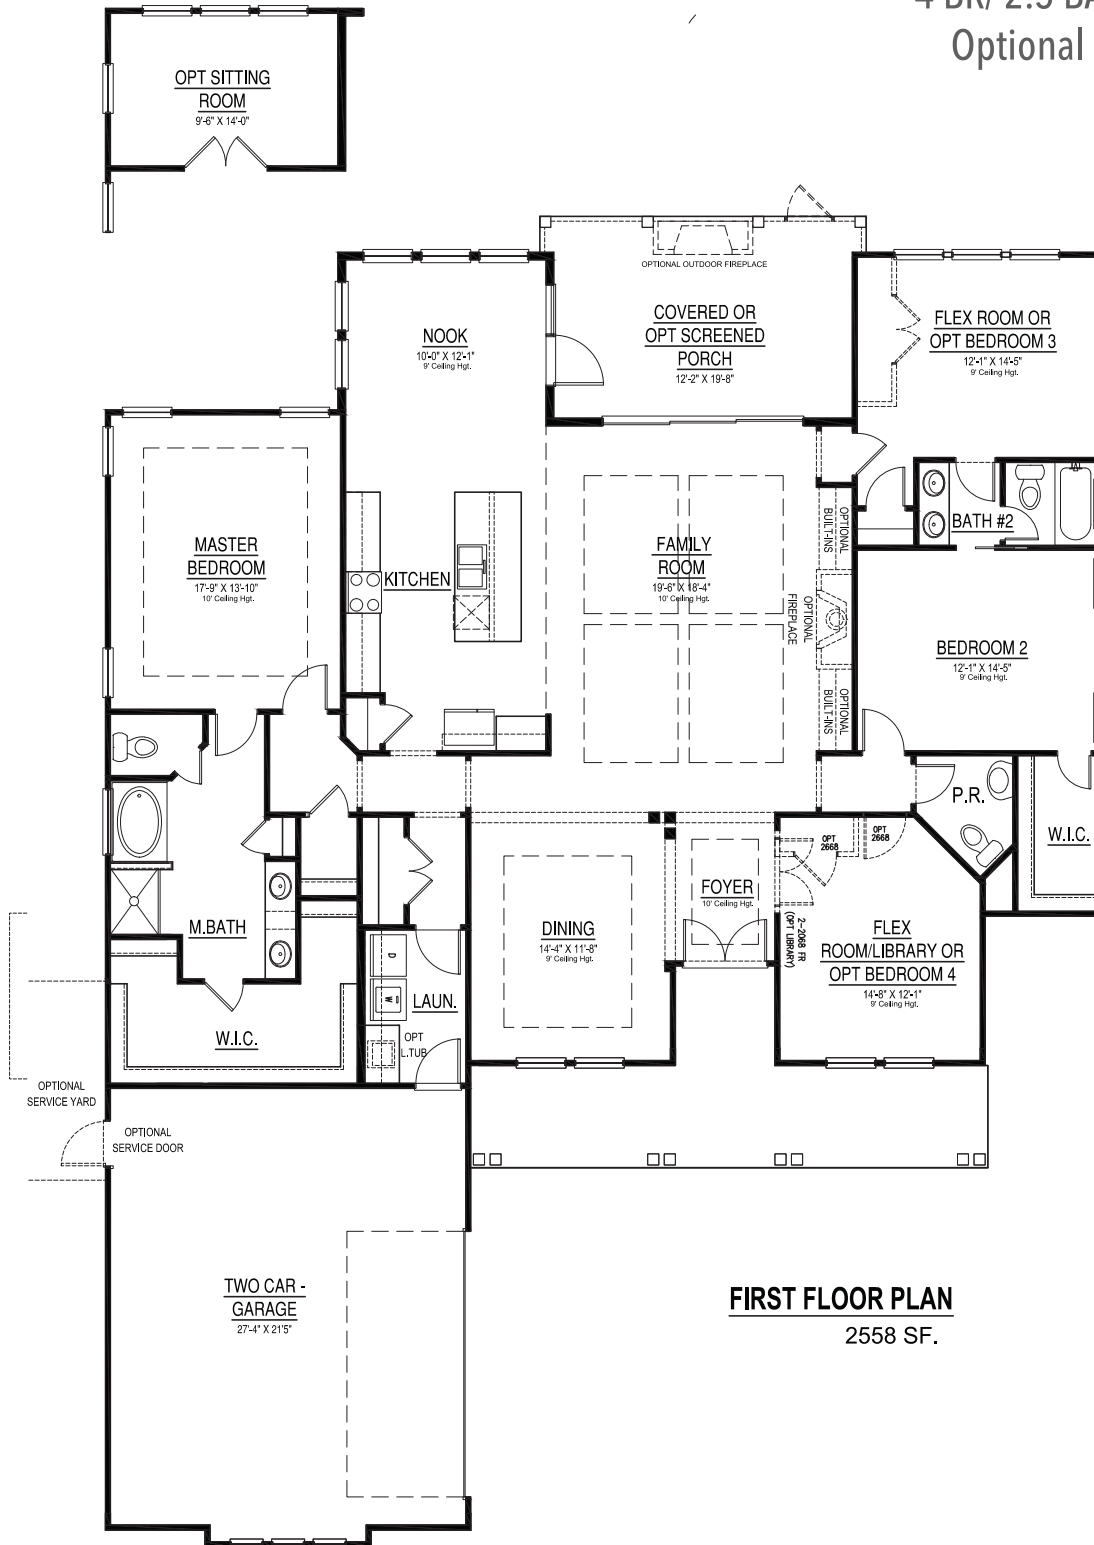 4 BR/ 2.5 BA
Optional
OPT SITTING
ROOM
9'-6" X 14'-0"
OPTIONAL OUTDOOR FIREPLACE
COVERED OR
OPT SCREENED
PORCH
12'-2" X 19'-8"
NOOK
10'-0" X 12'-1"
9' Ceiling Hgt.
FLEX ROOM OR
OPT BEDROOM 3
12'-1" X 14'-5"
9' Ceiling Hgt.
MASTER
BEDROOM
17'-9" X 13'-10"
10' Ceiling Hgt.
KITCHEN
FAMILY
ROOM
19'-6" X 18'-4"
10' Ceiling Hgt.
OPTIONAL
BUILT-INS
OPTIONAL
FIREPLACE
OPTIONAL
BUILT-INS
BATH #2
BEDROOM 2
12'-1" X 14'-5"
9' Ceiling Hgt.
P.R.
W.I.C.
OPT
2668
OPT
2668
FOYER
10' Ceiling Hgt.
2-2068 FR
(OPT LIBRARY)
DINING
14'-4" X 11'-8"
9' Ceiling Hgt.
FLEX
ROOM/LIBRARY OR
OPT BEDROOM 4
14'-8" X 12'-1"
9' Ceiling Hgt.
M.BATH
D
W
LAUN.
OPT
L.TUB
W.I.C.
OPTIONAL
SERVICE YARD
OPTIONAL
SERVICE DOOR
TWO CAR -
GARAGE
27'-4" X 21'5"
FIRST FLOOR PLAN
2558 SF.